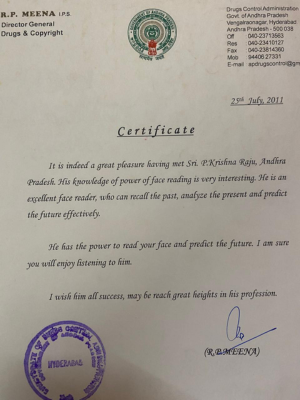 R.P. MEENA I.P.S.
Director General
Drugs & Copyright
Drugs Control Administration
Govt. of Andhra Pradesh
Vengalraonagar, Hyderabad
Andhra Pradesh - 500 038
Off 040-23713563
Res 040-23410127
Fax 040-23814360
Mob 94406 27331
E-mail apdrugscontrol@gm
25th July, 2011
Certificate
It is indeed a great pleasure having met Sri. P.Krishna Raju, Andhra
Pradesh. His knowledge of power of face reading is very interesting. He is an
excellent face reader, who can recall the past, analyze the present and predict
the future effectively.
He has the power to read your face and predict the future. I am sure
you will enjoy listening to him.
I wish him all success, may be reach great heights in his profession.
(R.P.MEENA)
HYDERABAD